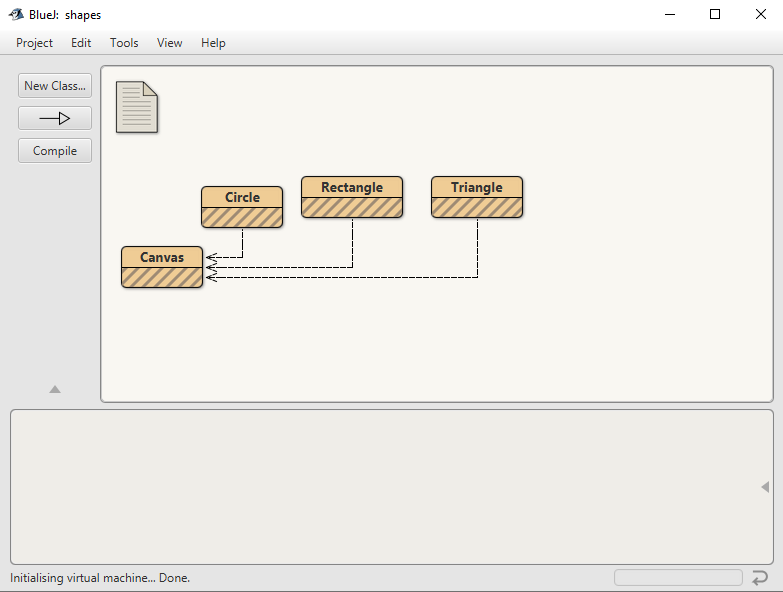 BlueJ: shapes
Project Edit Tools View Help
New Class...
Compile
Circle
Rectangle
Triangle
Canvas
Initialising virtual machine... Done.